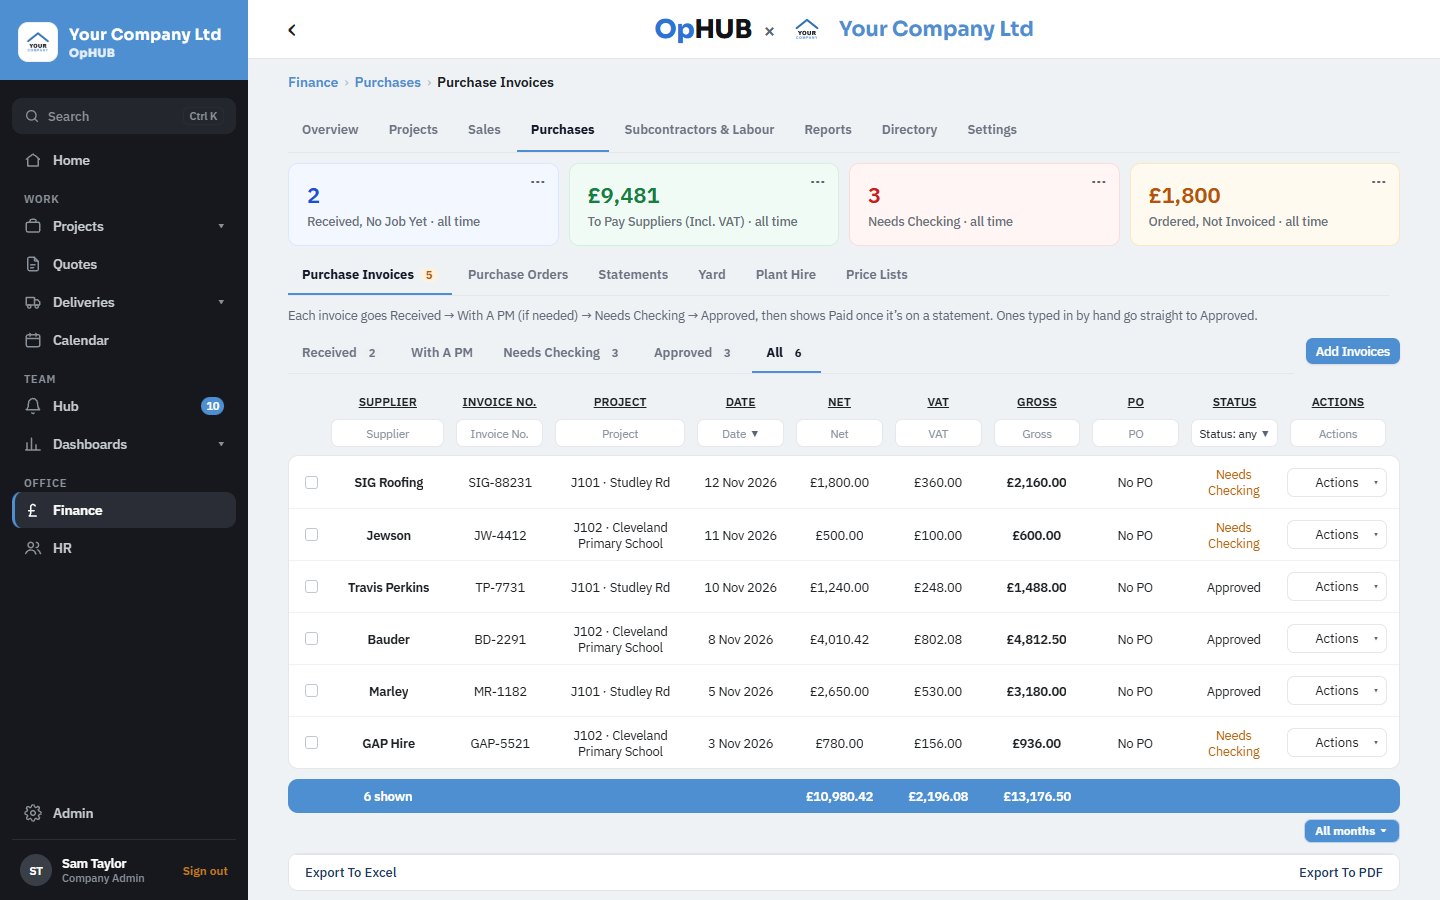 YOUR
COMPANY
Your Company Ltd
OpHUB
Search
Ctrl K
Home
WORK
Projects
Quotes
Deliveries
Calendar
TEAM
Hub
10
Dashboards
OFFICE
Finance
HR
Admin
ST
Sam Taylor
Company Admin
Sign out
OpHUB × YOUR COMPANY Your Company Ltd
Finance › Purchases › Purchase Invoices
Overview Projects Sales Purchases Subcontractors & Labour Reports Directory Settings
2
Received, No Job Yet · all time
£9,481
To Pay Suppliers (Incl. VAT) · all time
3
Needs Checking · all time
£1,800
Ordered, Not Invoiced · all time
Purchase Invoices 5 Purchase Orders Statements Yard Plant Hire Price Lists
Each invoice goes Received → With A PM (if needed) → Needs Checking → Approved, then shows Paid once it's on a statement. Ones typed in by hand go straight to Approved.
Received 2 With A PM Needs Checking 3 Approved 3 All 6
Add Invoices
SUPPLIER INVOICE NO. PROJECT DATE NET VAT GROSS PO STATUS ACTIONS
Supplier Invoice No. Project Date ▼ Net VAT Gross PO Status: any ▼ Actions
SIG Roofing SIG-88231 J101 · Studley Rd 12 Nov 2026 £1,800.00 £360.00 £2,160.00 No PO Needs Checking Actions
Jewson JW-4412 J102 · Cleveland Primary School 11 Nov 2026 £500.00 £100.00 £600.00 No PO Needs Checking Actions
Travis Perkins TP-7731 J101 · Studley Rd 10 Nov 2026 £1,240.00 £248.00 £1,488.00 No PO Approved Actions
Bauder BD-2291 J102 · Cleveland Primary School 8 Nov 2026 £4,010.42 £802.08 £4,812.50 No PO Approved Actions
Marley MR-1182 J101 · Studley Rd 5 Nov 2026 £2,650.00 £530.00 £3,180.00 No PO Approved Actions
GAP Hire GAP-5521 J102 · Cleveland Primary School 3 Nov 2026 £780.00 £156.00 £936.00 No PO Needs Checking Actions
6 shown £10,980.42 £2,196.08 £13,176.50
All months
Export To Excel
Export To PDF